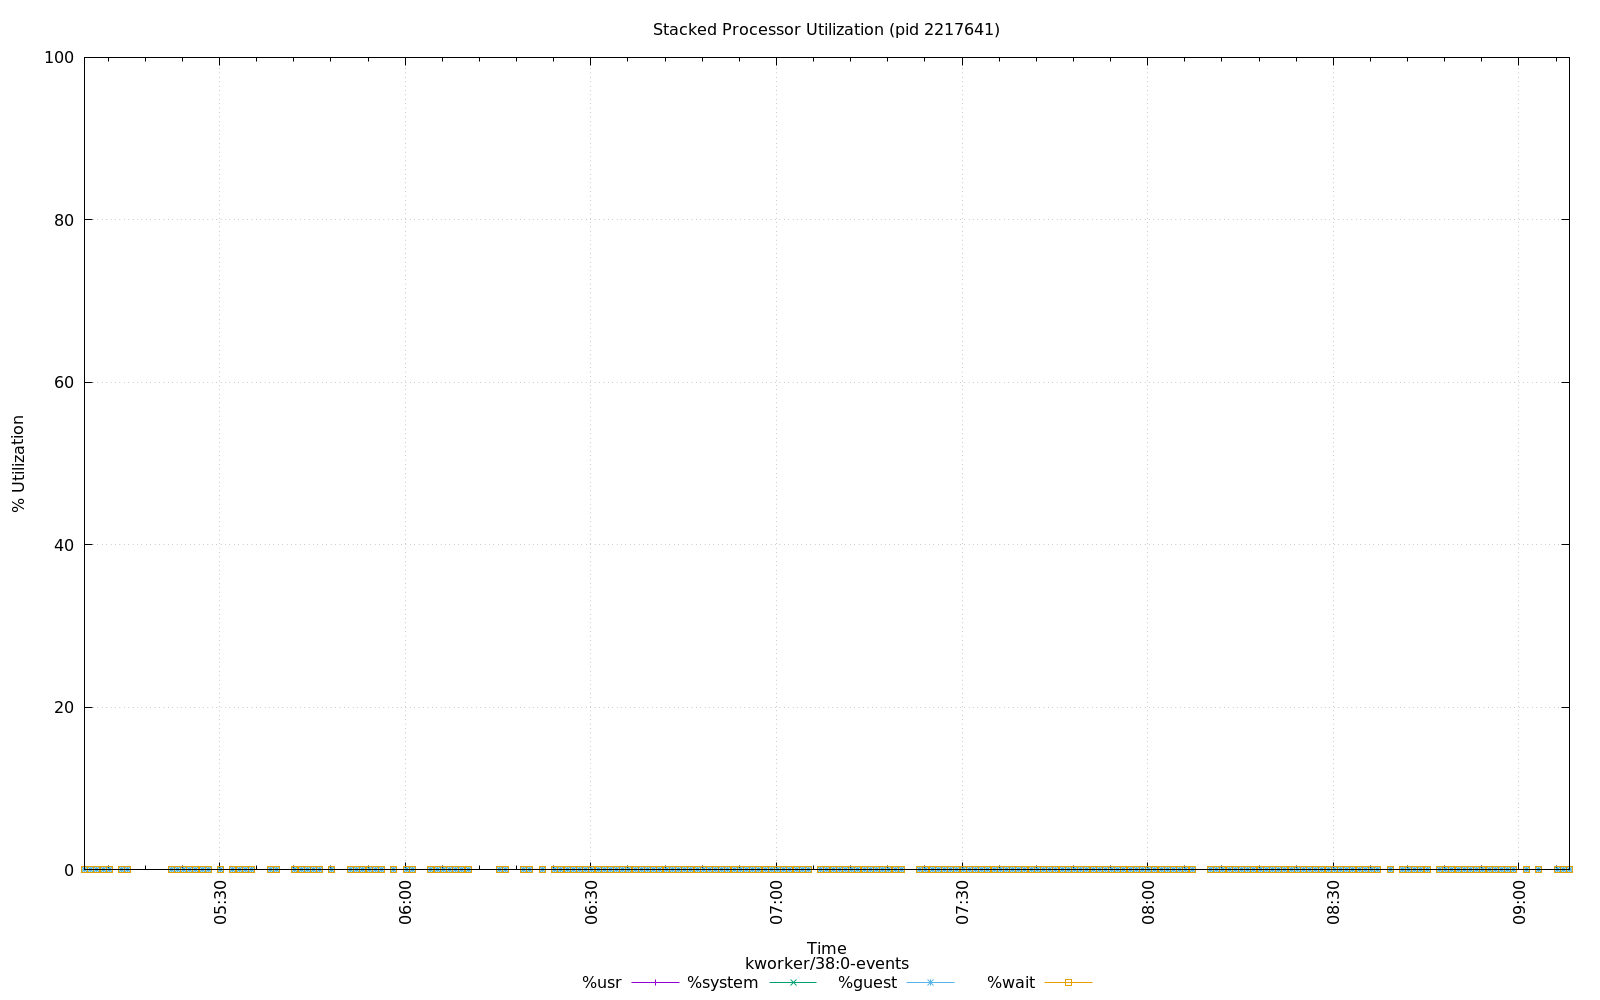 Stacked Processor Utilization (pid 2217641)
100
80
60
40
20
0
% Utilization
05:30
06:00
06:30
07:00
07:30
08:00
08:30
09:00
Time
kworker/38:0-events
%usr %system %guest %wait